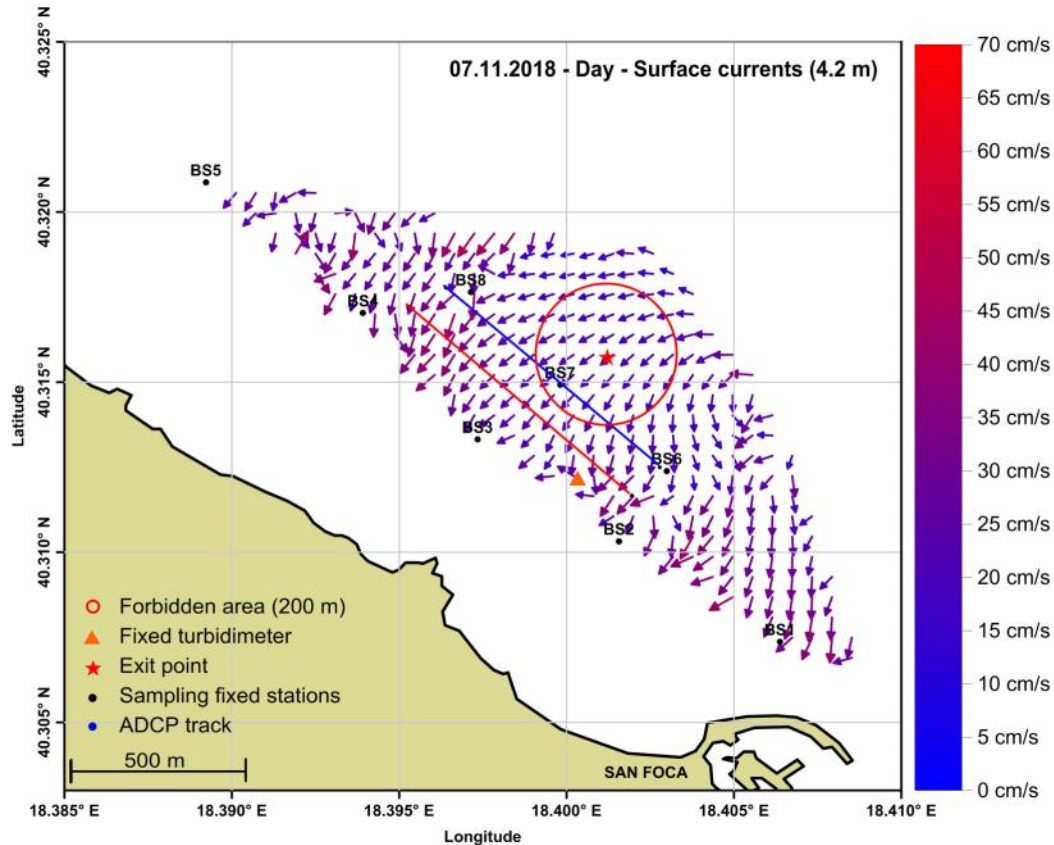 07.11.2018 - Day - Surface currents (4.2 m)
40.325° N
40.320° N
40.315° N
40.310° N
40.305° N
Latitude
BS5
BS8
BS4
BS7
BS3
BS6
BS2
BS1
Forbidden area (200 m)
Fixed turbidimeter
Exit point
Sampling fixed stations
ADCP track
500 m
SAN FOCA
18.385° E
18.390° E
18.395° E
18.400° E
18.405° E
18.410° E
Longitude
70 cm/s
65 cm/s
60 cm/s
55 cm/s
50 cm/s
45 cm/s
40 cm/s
35 cm/s
30 cm/s
25 cm/s
20 cm/s
15 cm/s
10 cm/s
5 cm/s
0 cm/s